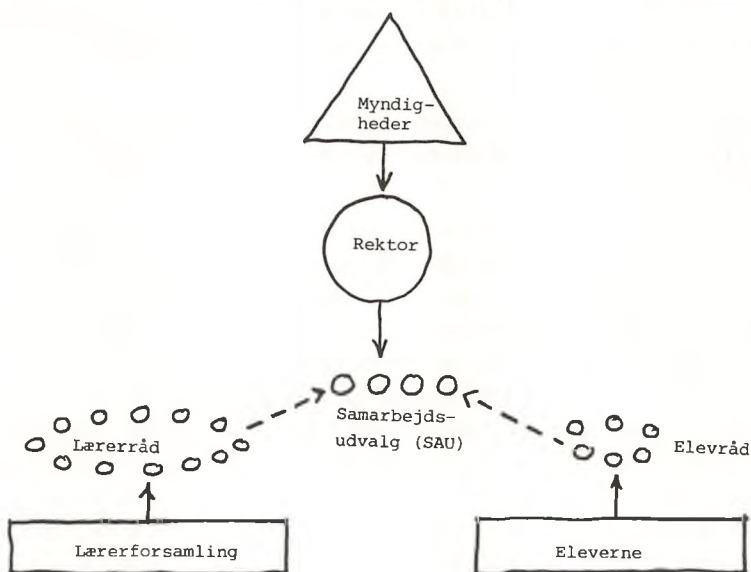 Myndig-
heder
Rektor
Samarbejds-
udvalg (SAU)
Lærerråd
Elevråd
Lærerforsamling
Eleverne